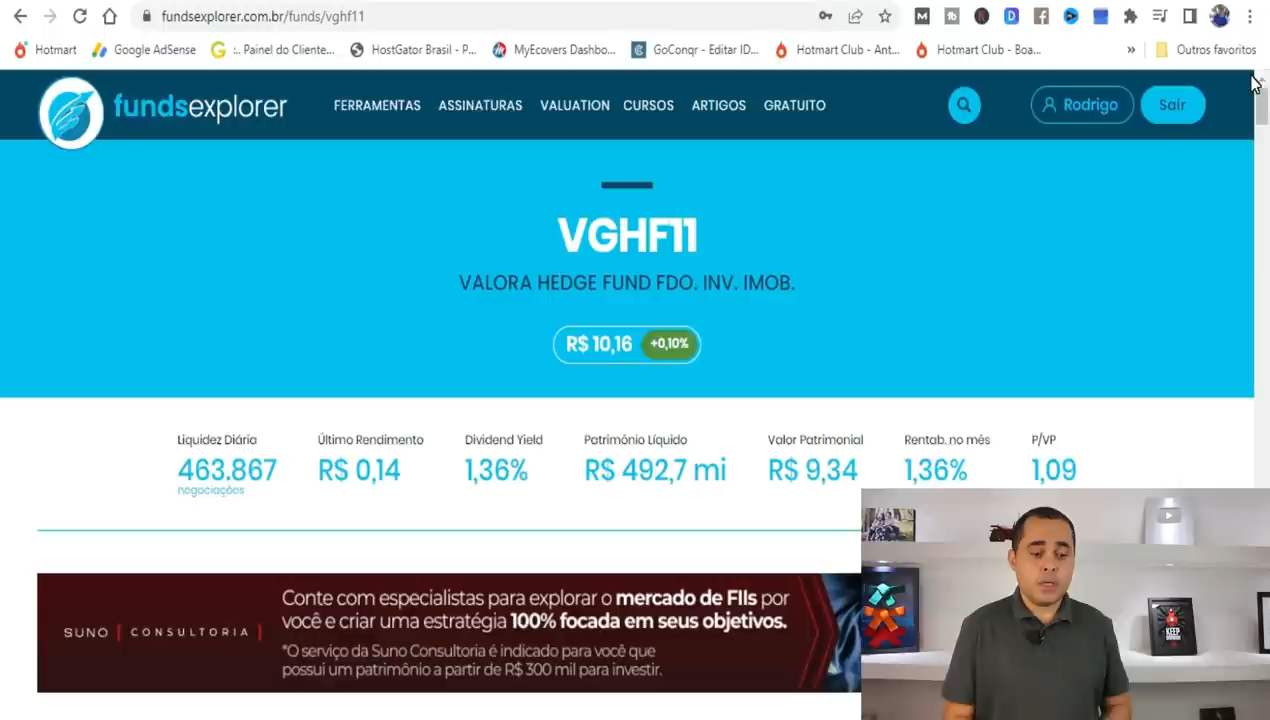 fundsexplorer.com.br/funds/vghf11
Hotmart
Google AdSense
:.. Painel do Cliente...
HostGator Brasil - P...
MyEcovers Dashbo...
GoConqr - Editar ID...
Hotmart Club - Ant...
Hotmart Club - Boa...
»
Outros favoritos
fundsexplorer
FERRAMENTAS
ASSINATURAS
VALUATION
CURSOS
ARTIGOS
GRATUITO
Rodrigo
Sair
VGHF11
VALORA HEDGE FUND FDO. INV. IMOB.
R$ 10,16 +0,10%
Liquidez Diária
463.867
negociações
Último Rendimento
R$ 0,14
Dividend Yield
1,36%
Patrimônio Líquido
R$ 492,7 mi
Valor Patrimonial
R$ 9,34
Rentab. no mês
1,36%
P/VP
1,09
SUNO | CONSULTORIA |
Conte com especialistas para explorar o mercado de FIIs por
você e criar uma estratégia 100% focada em seus objetivos.
*O serviço da Suno Consultoria é indicado para você que
possui um patrimônio a partir de R$ 300 mil para investir.
KEEP